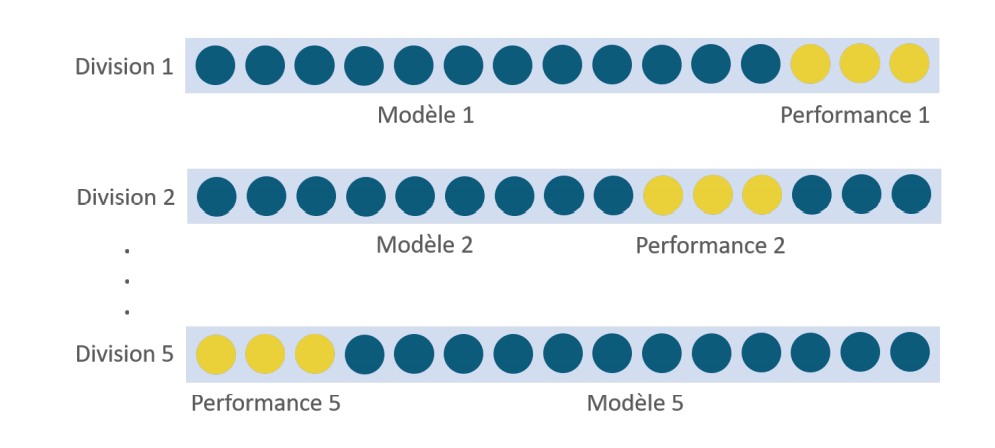 Division 1
Modèle 1 Performance 1
Division 2
Modèle 2 Performance 2
.
.
.
Division 5
Performance 5 Modèle 5